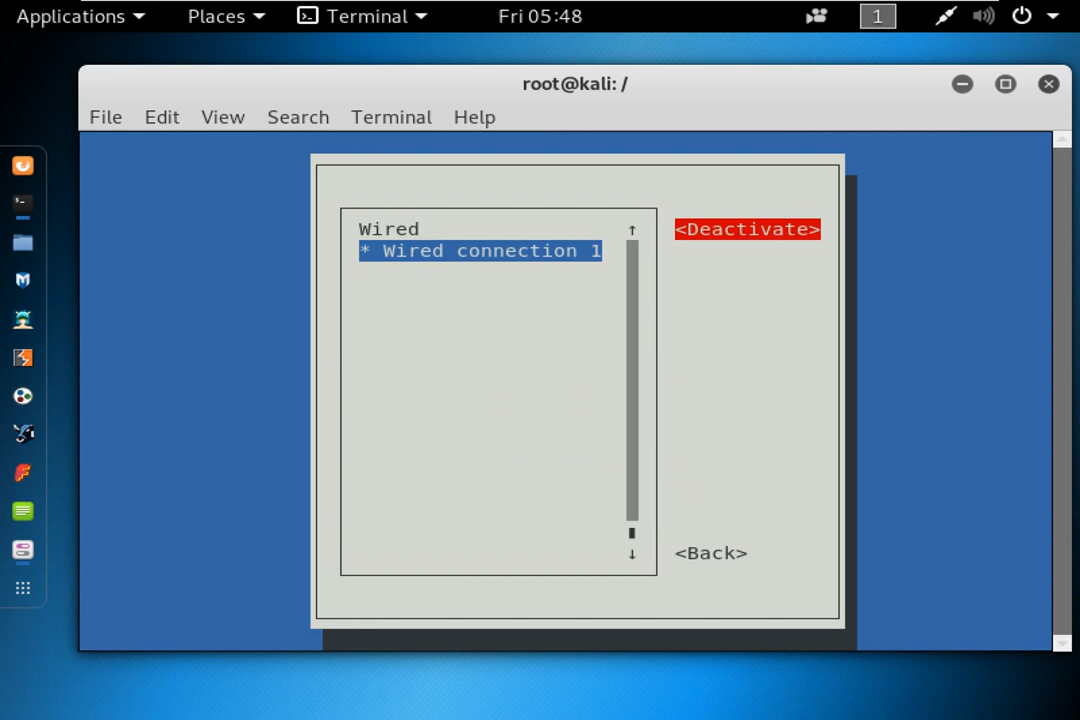 Applications Places Terminal Fri 05:48 1
root@kali: /
File Edit View Search Terminal Help
Wired ↑ <Deactivate>
* Wired connection 1
↓ <Back>